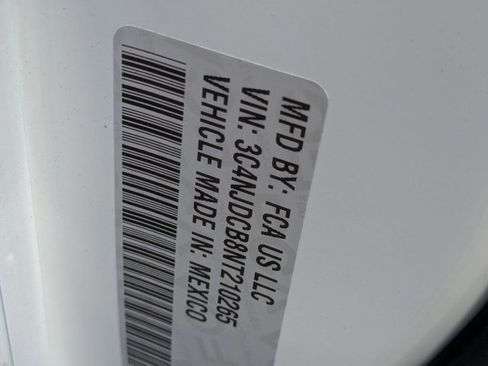 MFD BY: FCA US LLC
VIN: 3C4NJDCB8NT210265
VEHICLE MADE IN: MEXICO